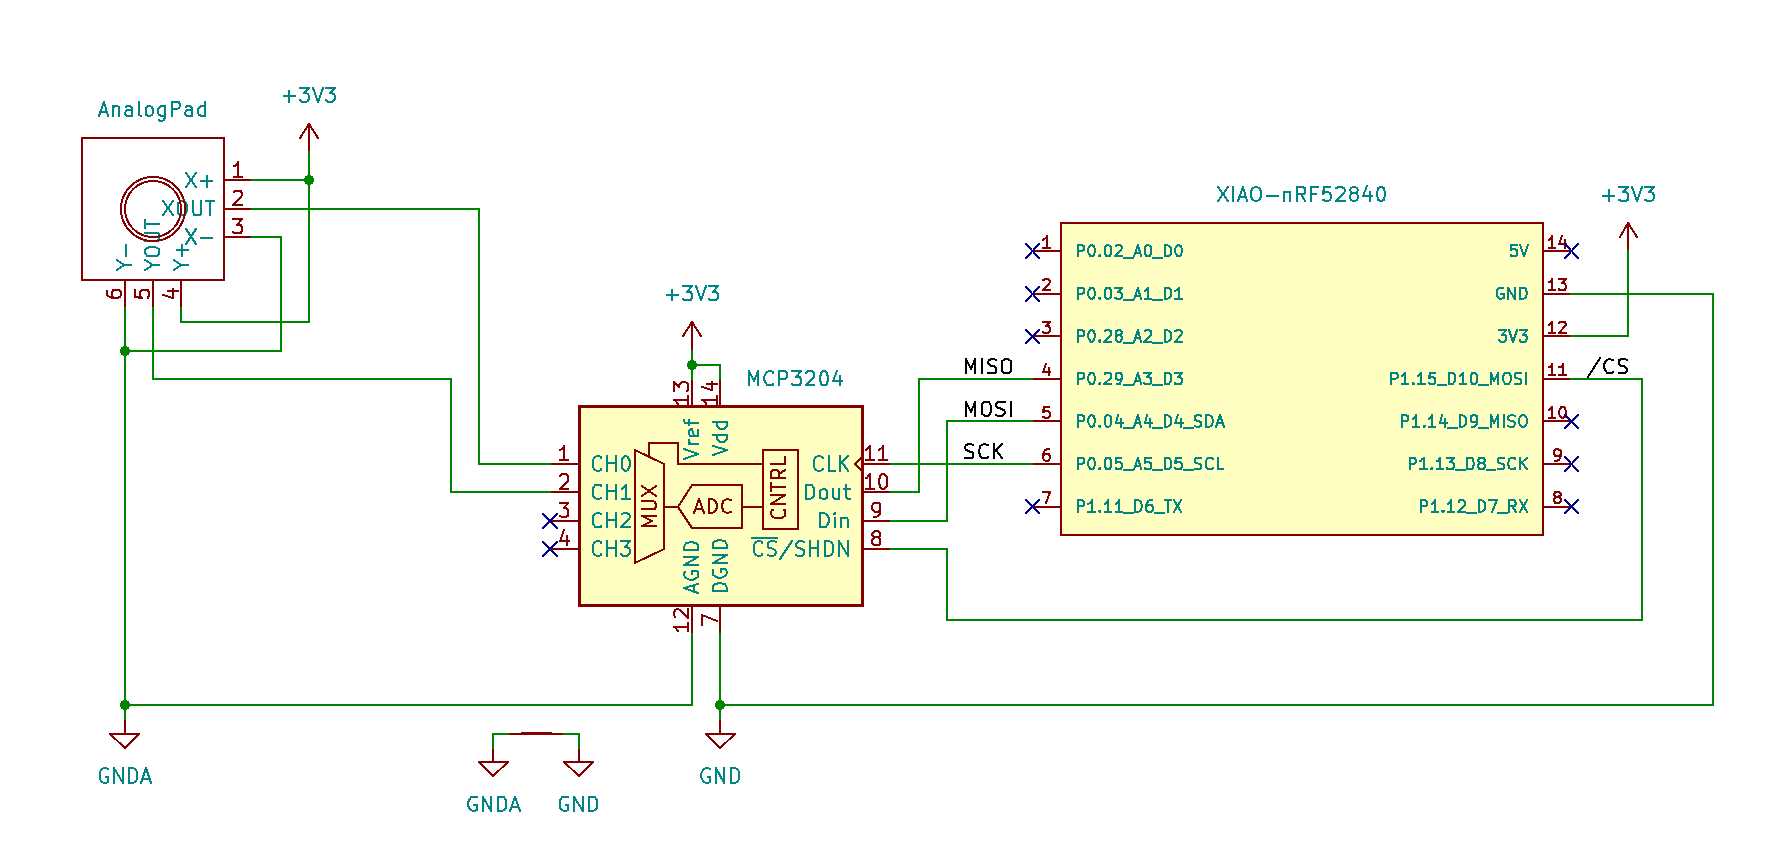 +3V3
AnalogPad
X+
1
XOUT
2
X-
3
Y-
YOUT
Y+
6
5
4
+3V3
MCP3204
13
14
Vref
Vdd
1
CH0
2
CH1
3
CH2
4
CH3
MUX
ADC
CNTRL
CLK
11
Dout
10
Din
9
CS/SHDN
8
AGND
DGND
12
7
MISO
MOSI
SCK
XIAO-nRF52840
+3V3
1
P0.02_A0_D0
2
P0.03_A1_D1
3
P0.28_A2_D2
4
P0.29_A3_D3
5
P0.04_A4_D4_SDA
6
P0.05_A5_D5_SCL
7
P1.11_D6_TX
5V
14
GND
13
3V3
12
P1.15_D10_MOSI
11
/CS
P1.14_D9_MISO
10
P1.13_D8_SCK
9
P1.12_D7_RX
8
GNDA
GNDA
GND
GND